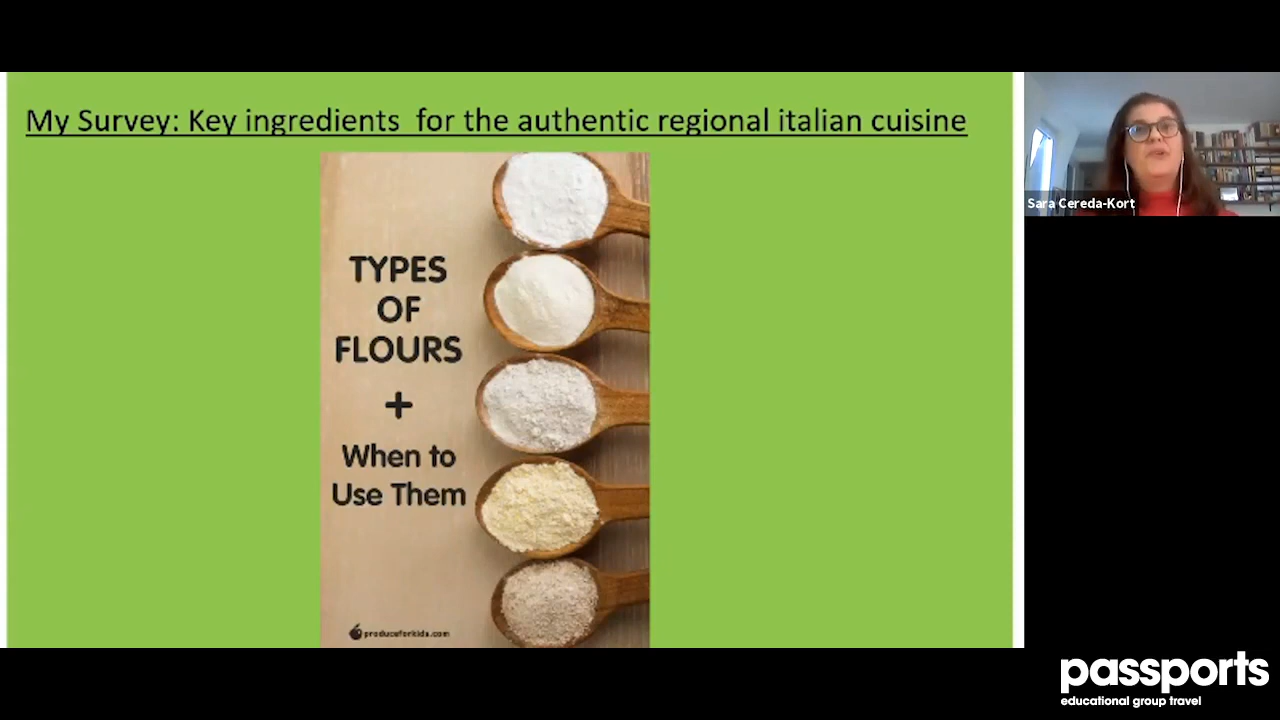 My Survey: Key ingredients  for the authentic regional italian cuisine
TYPES
OF
FLOURS
+
When to
Use Them
produceforkids.com
Sara Cereda-Kort
passports
educational group travel